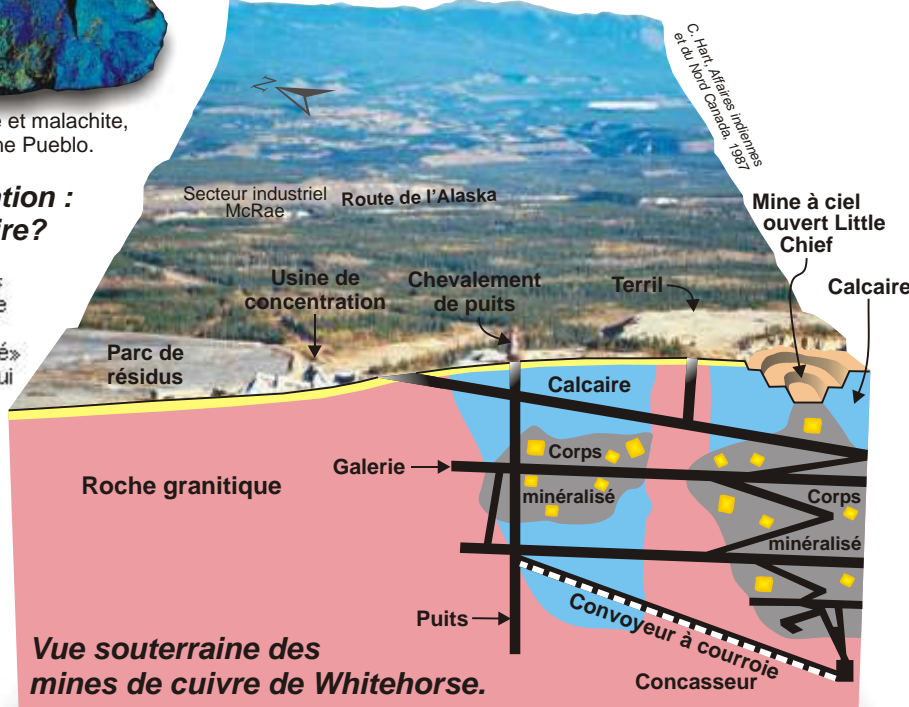 et malachite,
ne Pueblo.
C. Hart, Affaires indiennes
et du Nord Canada, 1987
N
Secteur industriel
McRae
Route de l'Alaska
Mine à ciel
ouvert Little
Chief
Calcaire
Usine de
concentration
Chevalement
de puits
Terril
Parc de
résidus
Calcaire
Galerie
Corps
minéralisé
Corps
minéralisé
Roche granitique
Puits
Convoyeur à courroie
Concasseur
Vue souterraine des
mines de cuivre de Whitehorse.